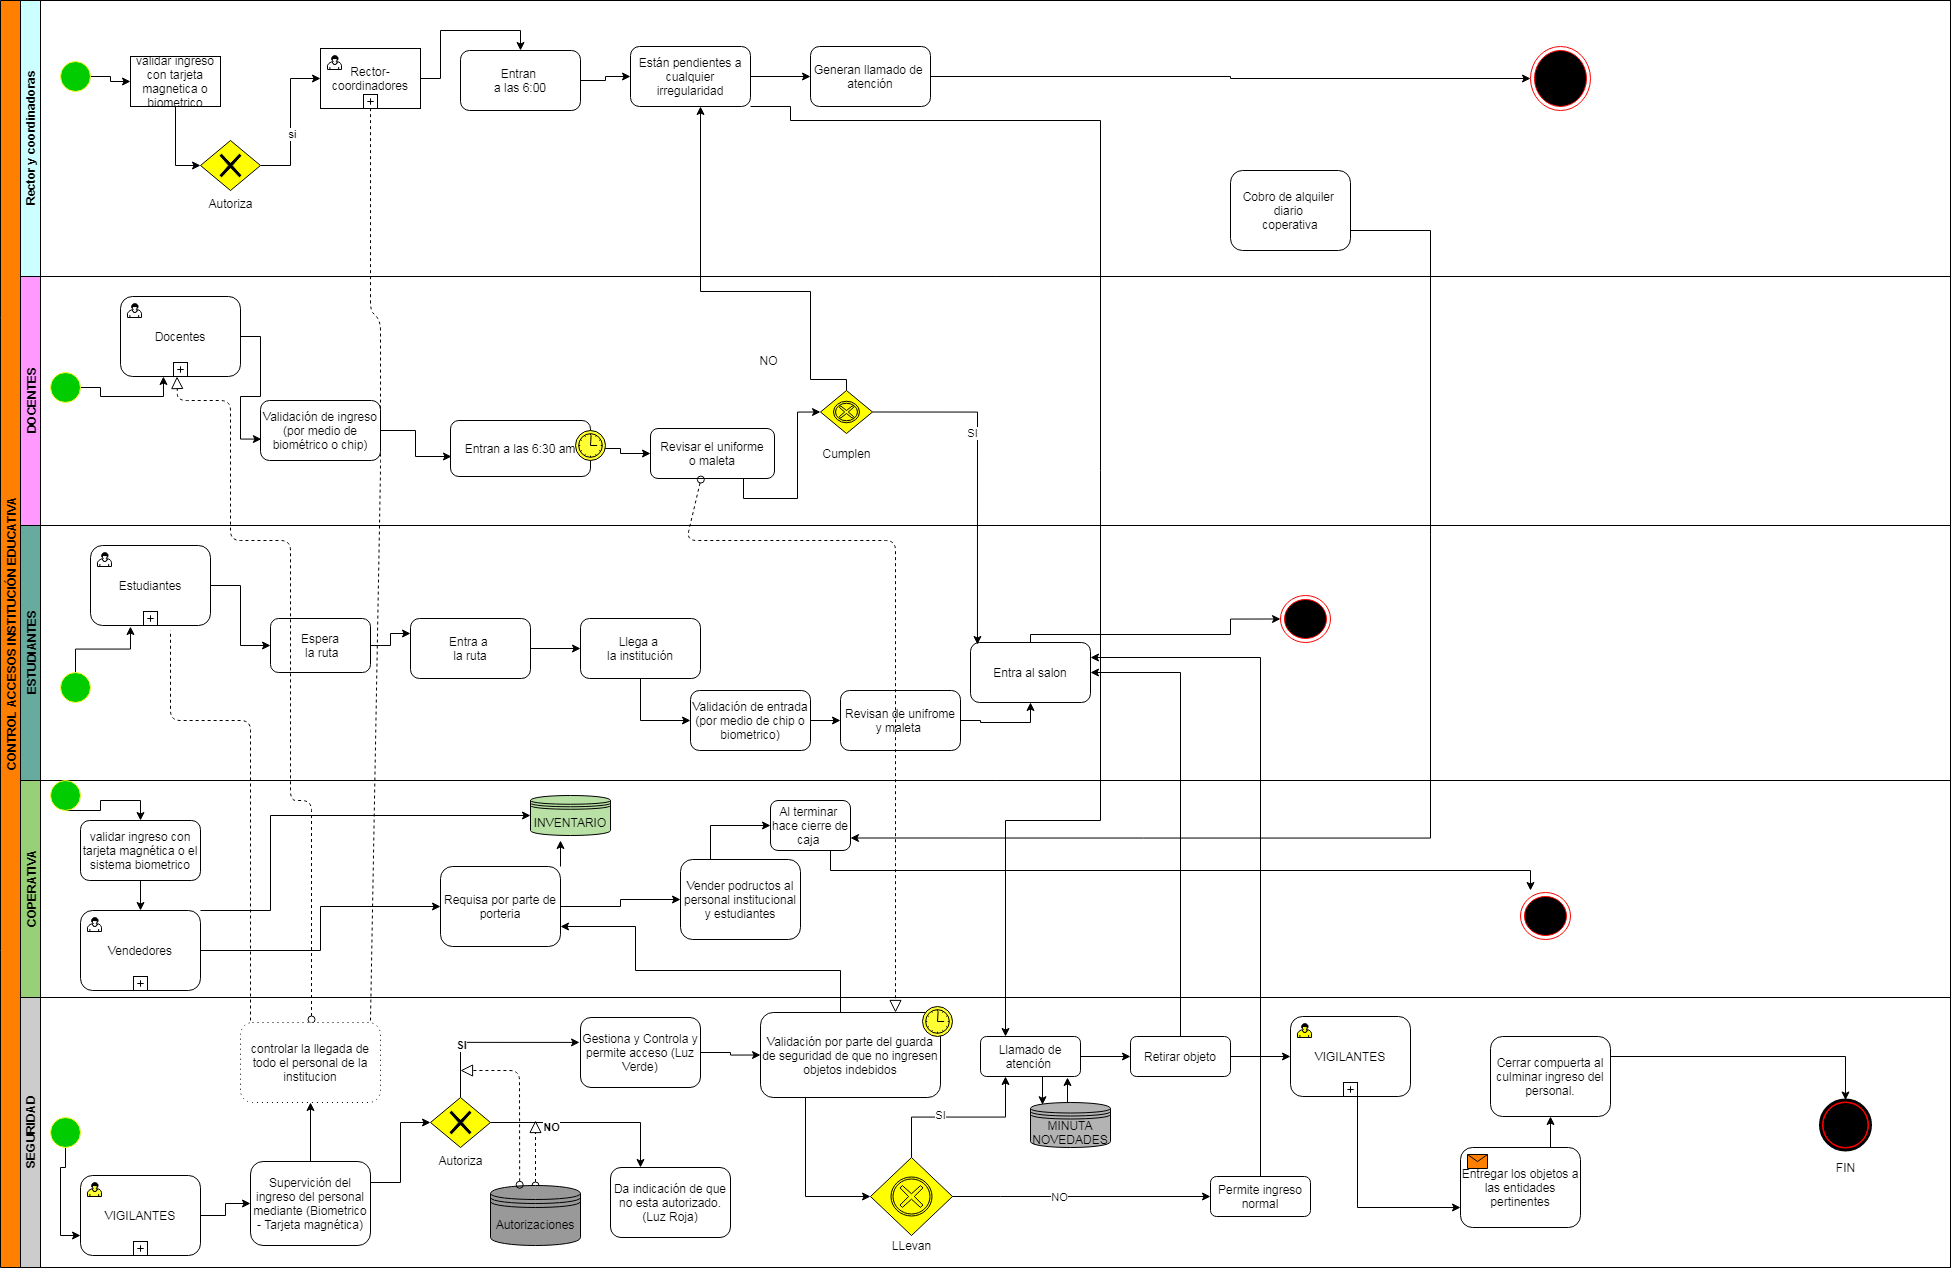 CONTROL ACCESOS INSTITUCIÓN EDUCATIVA
Rector y coordinadoras
validar ingreso
con tarjeta
magnetica o
biometrico
Autoriza
si
Rector-
coordinadores
Entran
a las 6:00
Están pendientes a
cualquier
irregularidad
Generan llamado de
atención
Cobro de alquiler
diario
coperativa
DOCENTES
Docentes
Validación de ingreso
(por medio de
biométrico o chip)
Entran a las 6:30 am
Revisar el uniforme
o maleta
NO
Cumplen
SI
ESTUDIANTES
Estudiantes
Espera
la ruta
Entra a
la ruta
Llega a
la institución
Validación de entrada
(por medio de chip o
biometrico)
Revisan de unifrome
y maleta
Entra al salon
COPERATIVA
validar ingreso con
tarjeta magnética o el
sistema biometrico
Vendedores
INVENTARIO
Requisa por parte de
porteria
Vender podructos al
personal institucional
y estudiantes
Al terminar
hace cierre de
caja
SEGURIDAD
controlar la llegada de
todo el personal de la
institucion
VIGILANTES
Supervición del
ingreso del personal
mediante (Biometrico
- Tarjeta magnética)
Autoriza
SI
NO
Autorizaciones
Gestiona y Controla y
permite acceso (Luz
Verde)
Da indicación de que
no esta autorizado.
(Luz Roja)
Validación por parte del guarda
de seguridad de que no ingresen
objetos indebidos
LLevan
SI
NO
Llamado de
atención
MINUTA
NOVEDADES
Retirar objeto
Permite ingreso
normal
VIGILANTES
Entregar los objetos a
las entidades
pertinentes
Cerrar compuerta al
culminar ingreso del
personal.
FIN